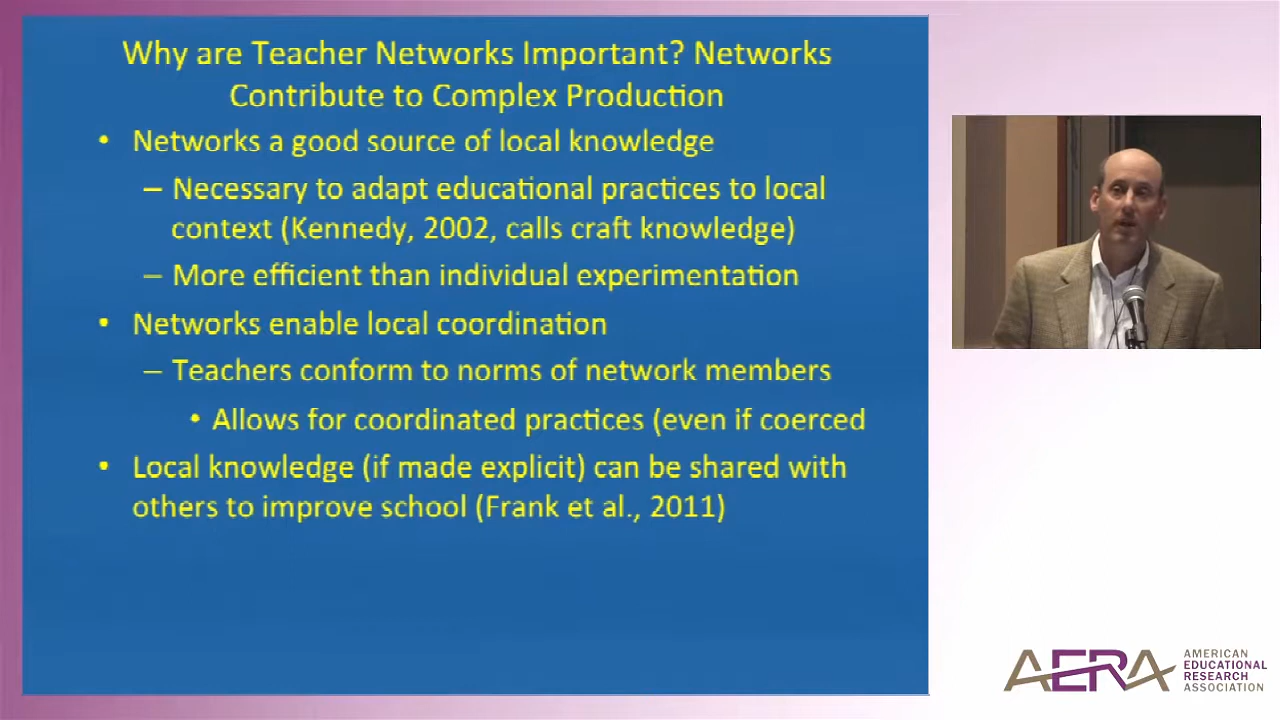 Why are Teacher Networks Important? Networks
Contribute to Complex Production
• Networks a good source of local knowledge
– Necessary to adapt educational practices to local
context (Kennedy, 2002, calls craft knowledge)
– More efficient than individual experimentation
• Networks enable local coordination
– Teachers conform to norms of network members
• Allows for coordinated practices (even if coerced
• Local knowledge (if made explicit) can be shared with
others to improve school (Frank et al., 2011)
AERA
AMERICAN
EDUCATIONAL
RESEARCH
ASSOCIATION